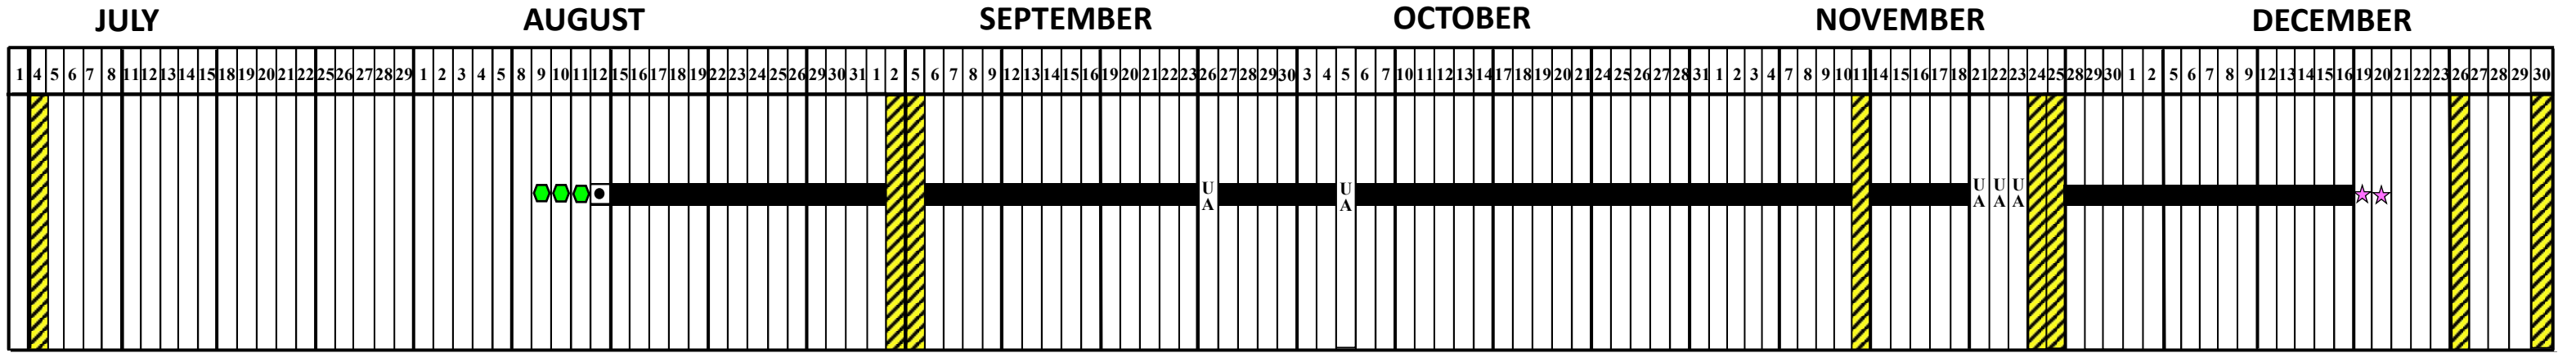 JULY AUGUST SEPTEMBER OCTOBER NOVEMBER DECEMBER
1 4 5 6 7 8 11 12 13 14 15 18 19 20 21 22 25 26 27 28 29 1 2 3 4 5 8 9 10 11 12 15 16 17 18 19 22 23 24 25 26 29 30 31 1 2 5 6 7 8 9 12 13 14 15 16 19 20 21 22 23 26 27 28 29 30 3 4 5 6 7 10 11 12 13 14 17 18 19 20 21 24 25 26 27 28 31 1 2 3 4 7 8 9 10 11 14 15 16 17 18 21 22 23 24 25 28 29 30 1 2 5 6 7 8 9 12 13 14 15 16 19 20 21 22 23 26 27 28 29 30
U U U U U
A A A A A